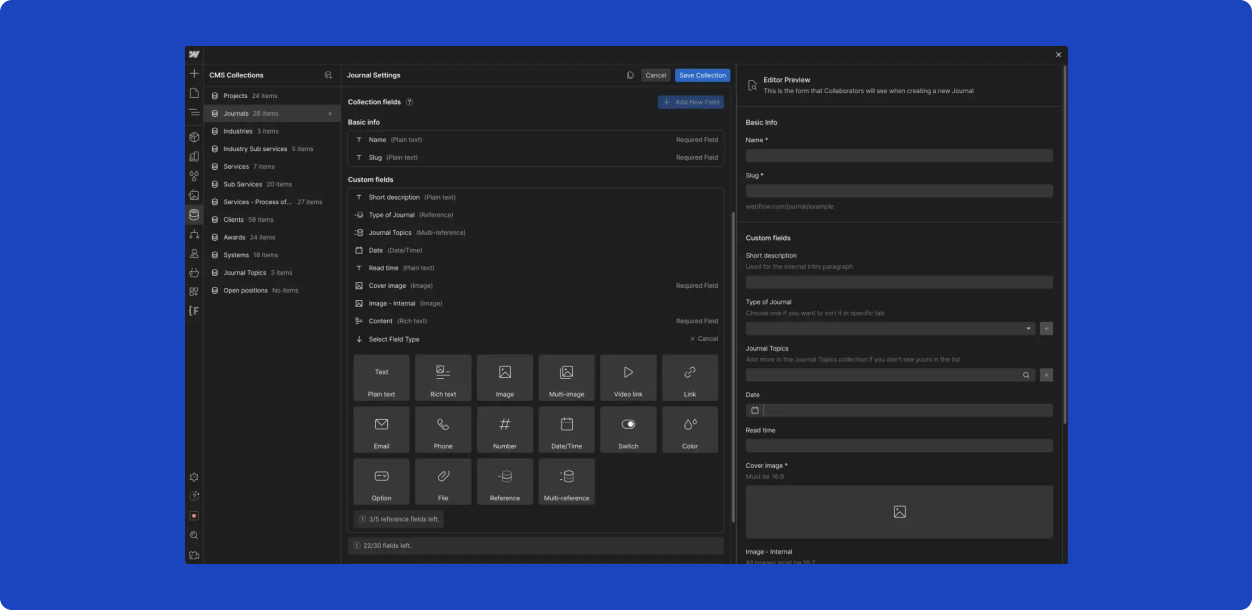 CMS Collections
Projects 24 items
Journals 26 items
Industries 3 items
Industry Sub services 5 items
Services 7 items
Sub Services 20 items
Services - Process of... 27 items
Clients 59 items
Awards 24 items
Systems 18 items
Journal Topics 3 items
Open positions No items
Journal Settings
Cancel
Save Collection
Collection fields ?
+ Add New Field
Basic info
Name (Plain text) Required Field
Slug (Plain text) Required Field
Custom fields
Short description (Plain text)
Type of Journal (Reference)
Journal Topics (Multi-reference)
Date (Date/Time)
Read time (Plain text)
Cover image (Image) Required Field
Image - Internal (Image)
Content (Rich text) Required Field
Select Field Type × Cancel
Text
Plain text Rich text Image Multi-image Video link Link
Email Phone Number Date/Time Switch Color
Option File Reference Multi-reference
3/5 reference fields left.
22/30 fields left.
Editor Preview
This is the form that Collaborators will see when creating a new Journal
Basic Info
Name *
Slug *
webflow.com/journal/example
Custom fields
Short description
Used for the internal intro paragraph
Type of Journal
Choose one if you want to sort it in specific tab
Journal Topics
Add more in the Journal Topics collection if you don't see yours in the list
Date
Read time
Cover image *
Must be 16:9
Image - Internal